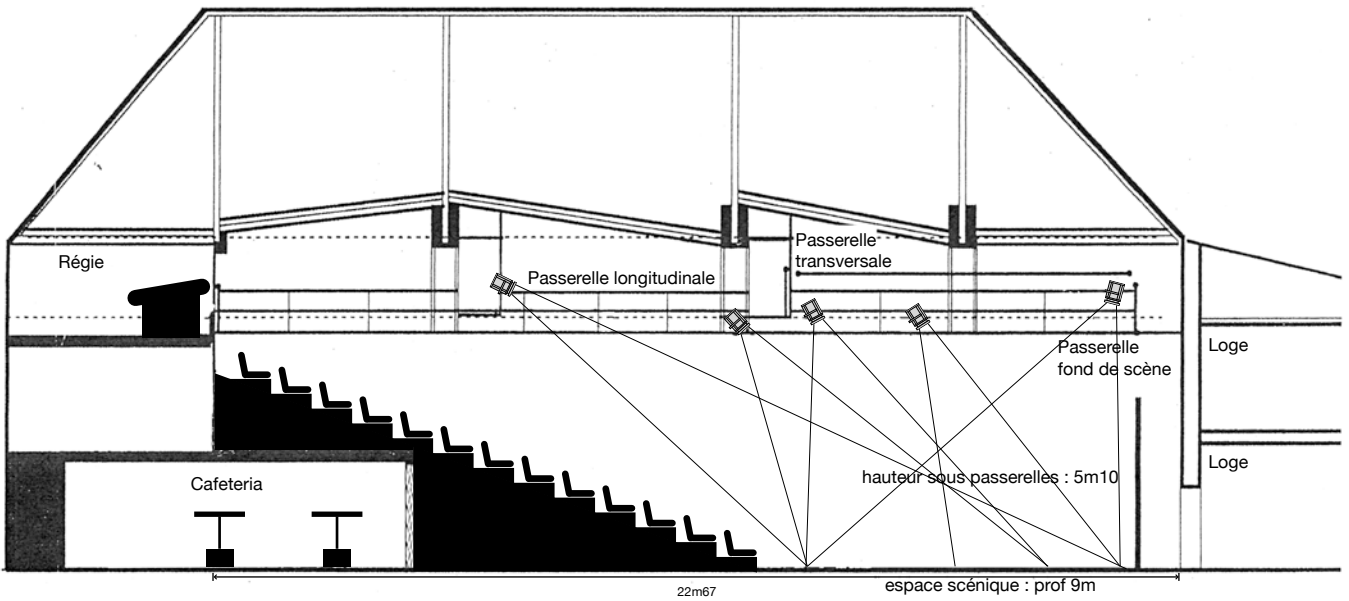 Régie
Passerelle longitudinale
Passerelle
transversale
Passerelle
fond de scène
Loge
Loge
hauteur sous passerelles : 5m10
Cafeteria
22m67
espace scénique : prof 9m